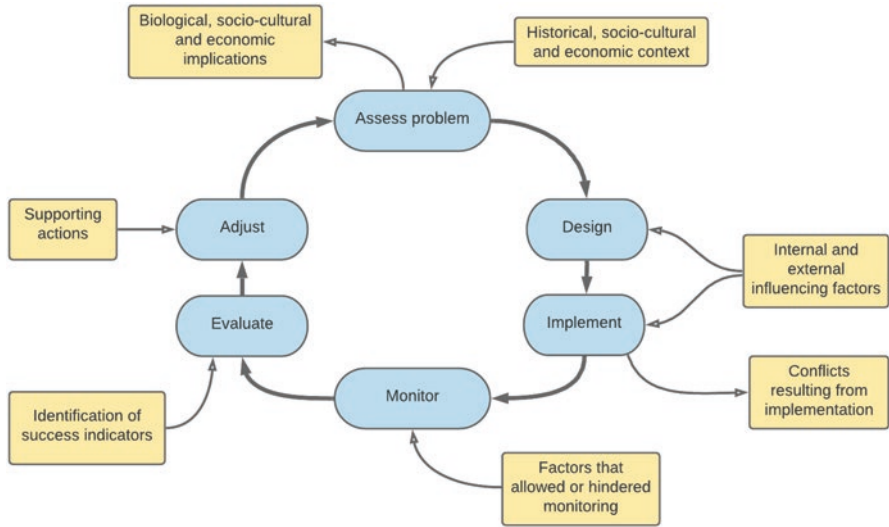 Biological, socio-cultural
and economic
implications
Historical, socio-cultural
and economic context
Assess problem
Supporting
actions
Adjust
Design
Internal and
external
influencing factors
Evaluate
Implement
Conflicts
resulting from
implementation
Monitor
Identification of
success indicators
Factors that
allowed or hindered
monitoring